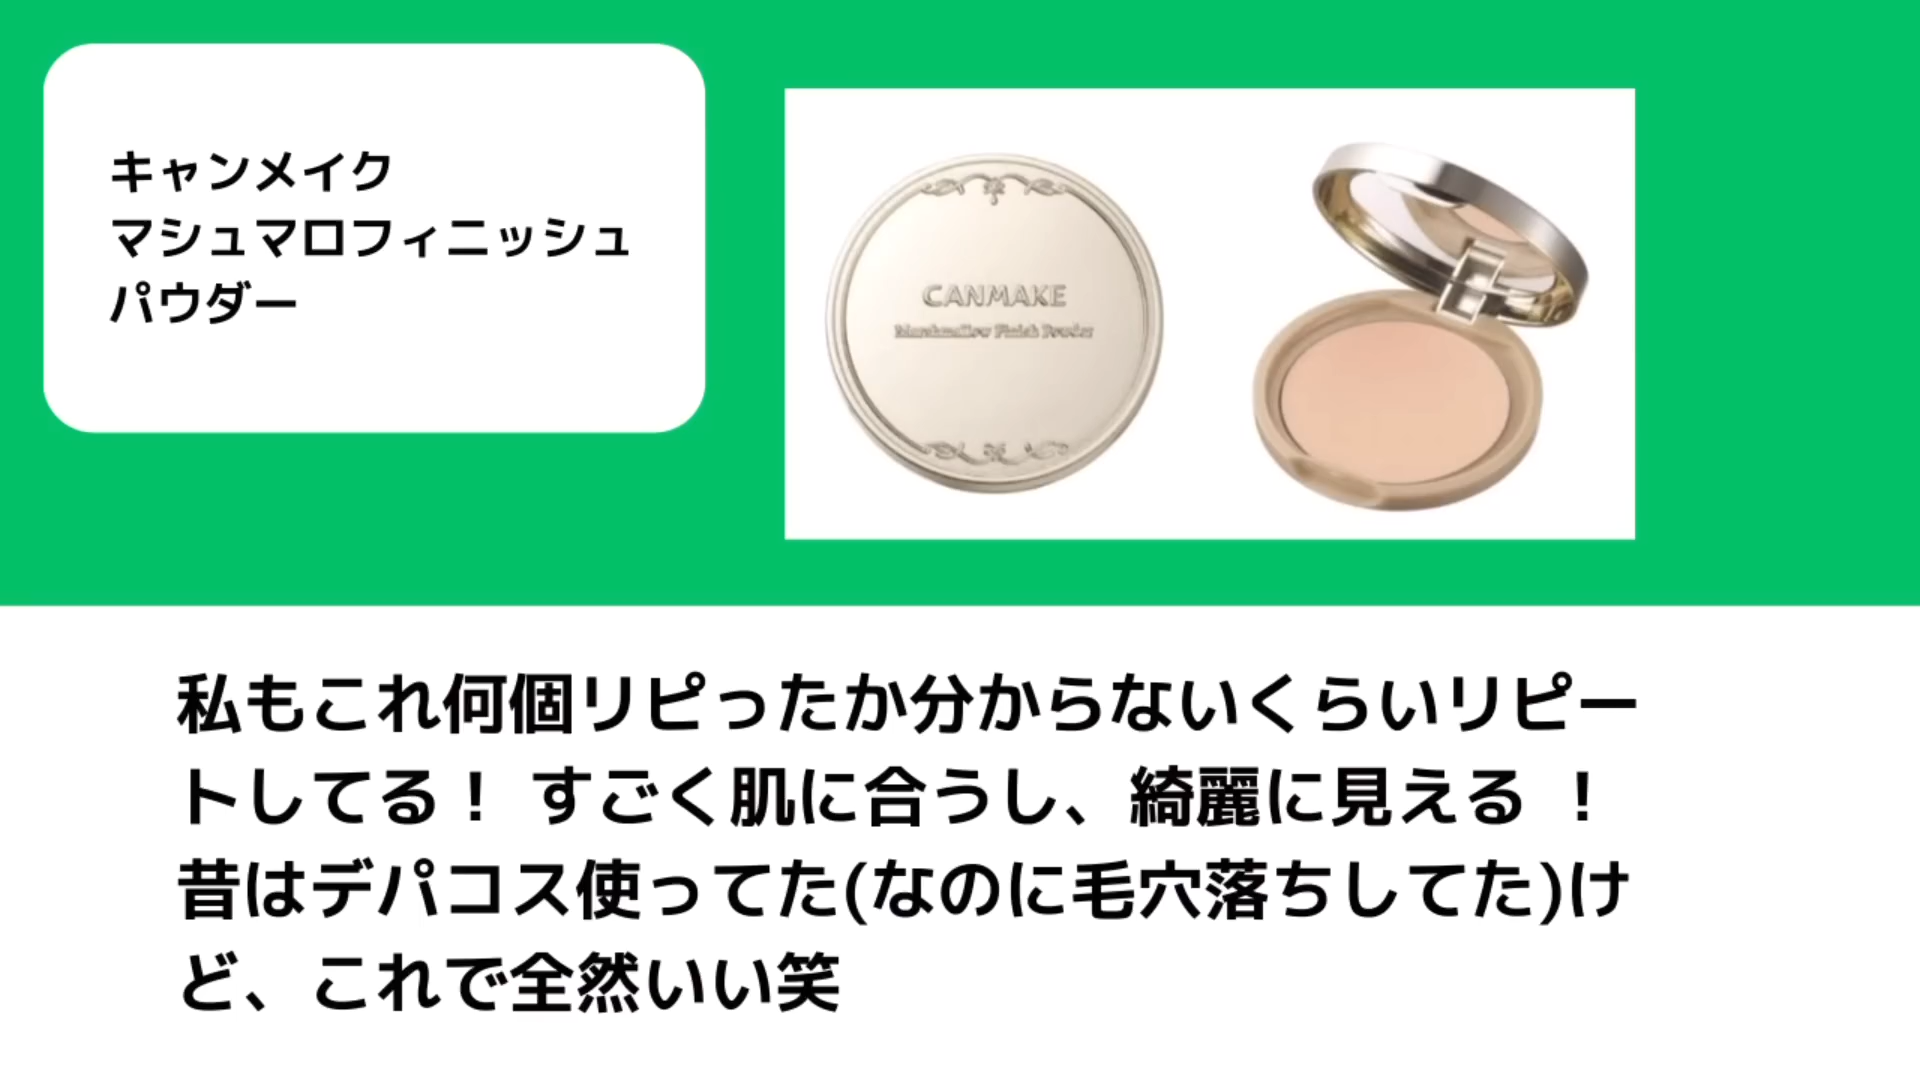 キャンメイク
マシュマロフィニッシュ
パウダー
CANMAKE
Marshmallow Finish Powder
私もこれ何個リピったか分からないくらいリピー
トしてる！ すごく肌に合うし、綺麗に見える ！
昔はデパコス使ってた(なのに毛穴落ちしてた)け
ど、これで全然いい笑